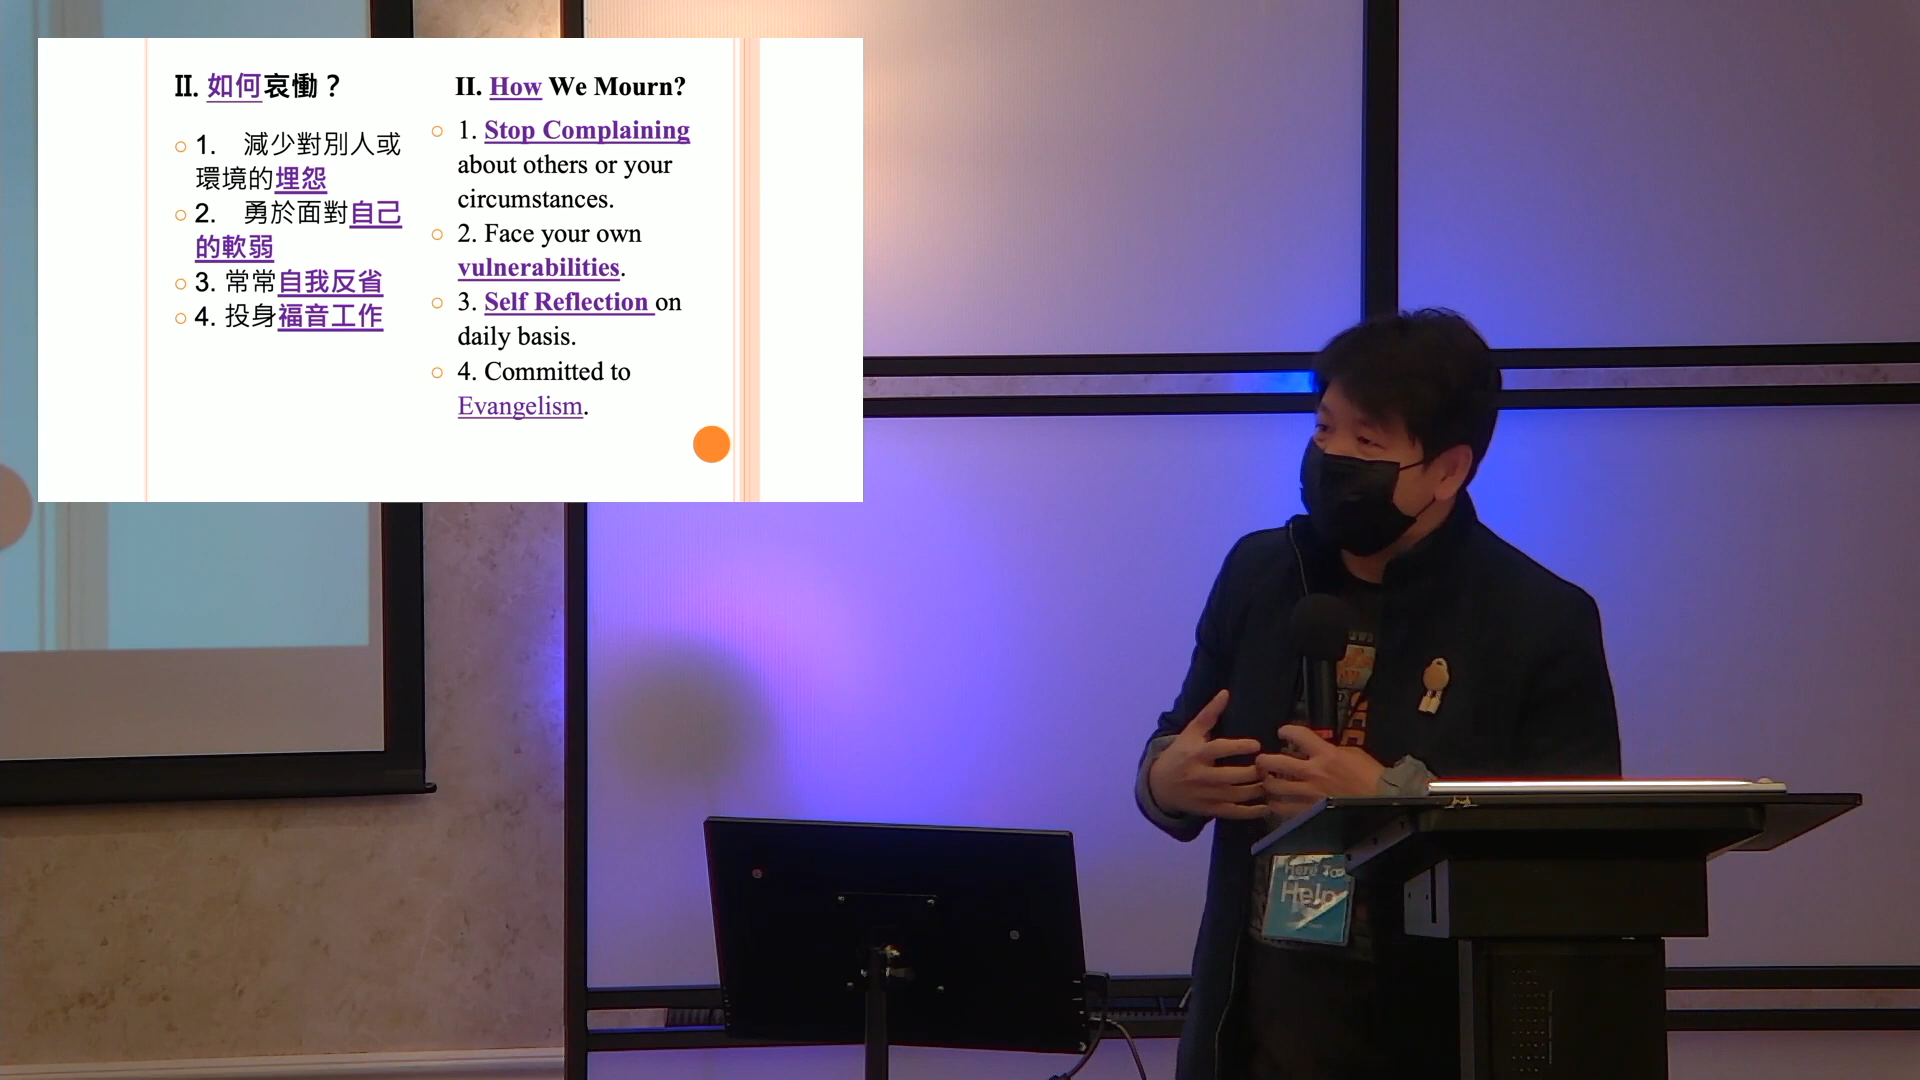 II. 如何哀慟？
1. 減少對別人或
環境的埋怨
2. 勇於面對自己
的軟弱
3. 常常自我反省
4. 投身福音工作
II. How We Mourn?
1. Stop Complaining
about others or your
circumstances.
2. Face your own
vulnerabilities.
3. Self Reflection on
daily basis.
4. Committed to
Evangelism.
Here To
Help